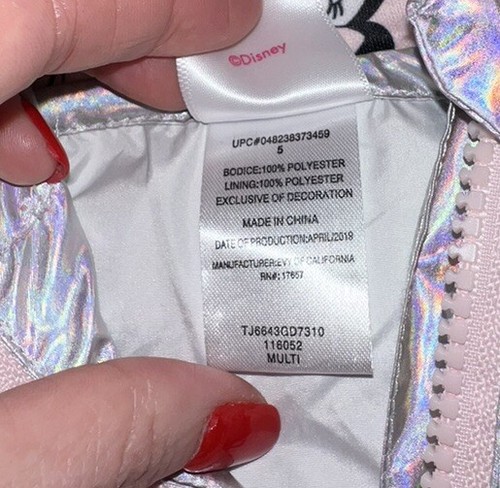 ©Disney
UPC#048238373459
5
BODICE:100% POLYESTER
LINING:100% POLYESTER
EXCLUSIVE OF DECORATION
MADE IN CHINA
DATE OF PRODUCTION:APRIL/2019
MANUFACTURER:EVY OF CALIFORNIA
RN#: 17657
TJ6643GD7310
116052
MULTI